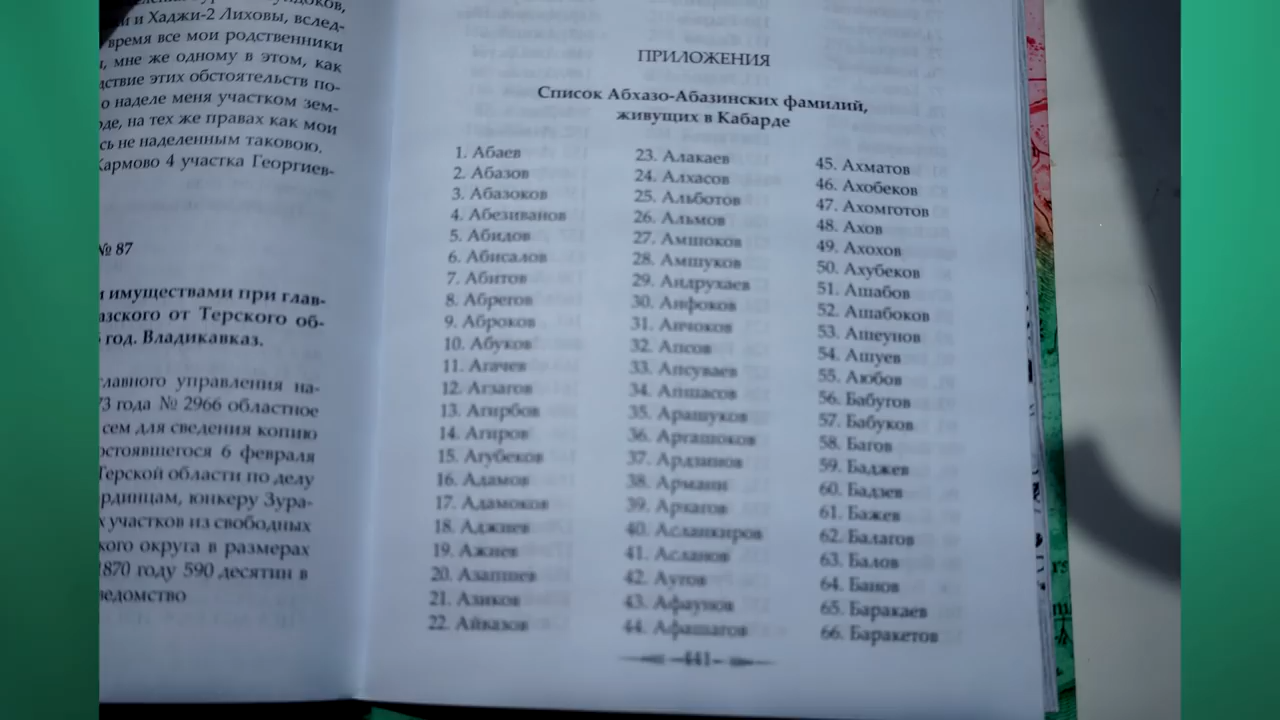 и Хаджи-2 Лиховы, вслед-
время все мои родственники
мне же одному в этом, как
дствие этих обстоятельств по-
о наделе меня участком зем-
де, на тех же правах как мои
сь не наделенным таковою.
Кармово 4 участка Георгиев-
№ 87
и имуществами при глав-
азского от Терского об-
год. Владикавказ.
главного управления на-
73 года № 2966 областное
сем для сведения копию
остоявшегося 6 февраля
Терской области по делу
рдинцам, юнкеру Зура-
х участков из свободных
кого округа в размерах
1870 году 590 десятин в
ведомство
ПРИЛОЖЕНИЯ
Список Абхазо-Абазинских фамилий,
живущих в Кабарде
1. Абаев
2. Абазов
3. Абазоков
4. Абезиванов
5. Абидов
6. Абисалов
7. Абитов
8. Абрегов
9. Аброков
10. Абуков
11. Агачев
12. Агзагов
13. Агирбов
14. Агиров
15. Агубеков
16. Адамов
17. Адамоков
18. Аджиев
19. Ажиев
20. Азапшев
21. Азиков
22. Айказов
23. Алакаев
24. Алхасов
25. Альботов
26. Альмов
27. Амшоков
28. Амшуков
29. Андрухаев
30. Анфоков
31. Анчоков
32. Апсов
33. Апсуваев
34. Апшасов
35. Арашуков
36. Аргашоков
37. Ардзинов
38. Армани
39. Архагов
40. Асланкиров
41. Асланов
42. Аутов
43. Афаунов
44. Афашагов
45. Ахматов
46. Ахобеков
47. Ахомготов
48. Ахов
49. Ахохов
50. Ахубеков
51. Ашабов
52. Ашабоков
53. Ашеунов
54. Ашуев
55. Аюбов
56. Бабугов
57. Бабуков
58. Багов
59. Баджев
60. Бадзев
61. Бажев
62. Балагов
63. Балов
64. Банов
65. Баракаев
66. Баракетов
441